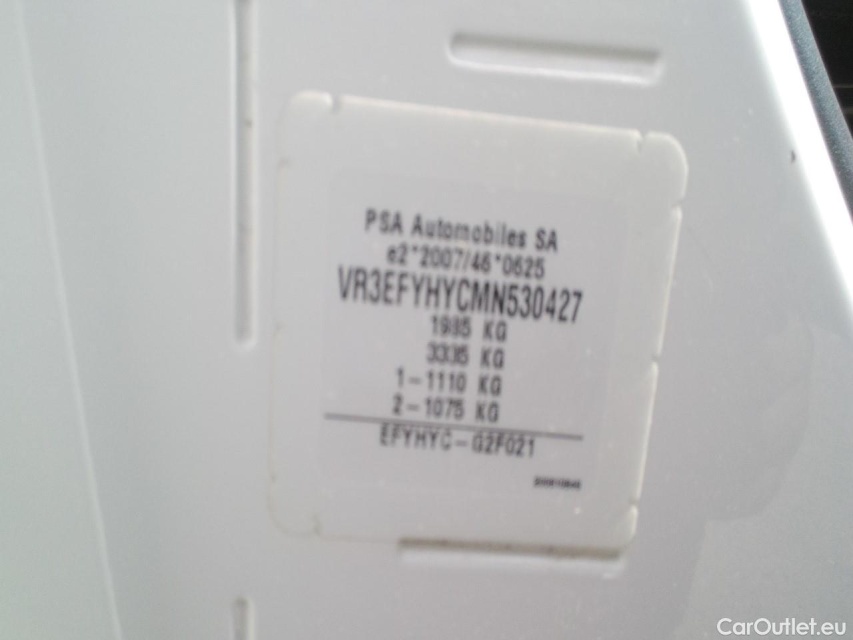 PSA Automobiles SA
e2*2007/46*0625
VR3EFYHYCMN530427
1985 KG
3335 KG
1-1110 KG
2-1075 KG
EFYHYC-G2F021
CarOutlet.eu